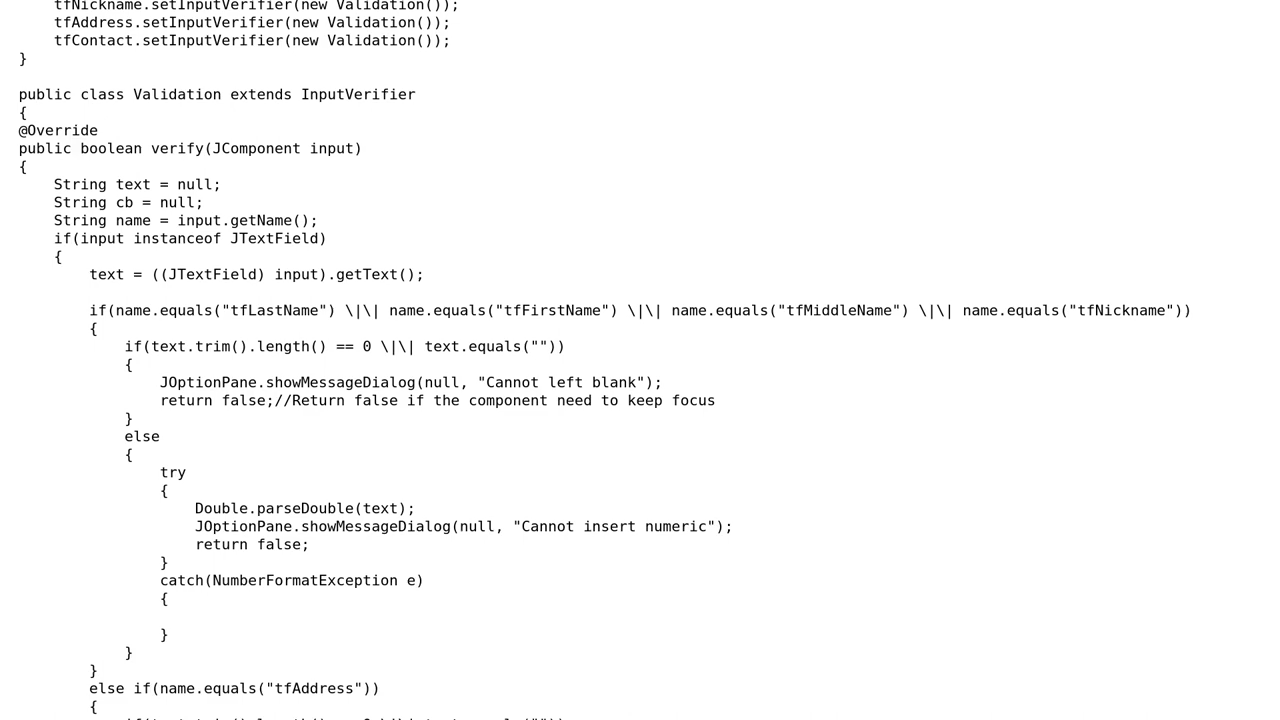 tfNickname.setInputVerifier(new Validation());
    tfAddress.setInputVerifier(new Validation());
    tfContact.setInputVerifier(new Validation());
}

public class Validation extends InputVerifier
{
@Override
public boolean verify(JComponent input)
{
    String text = null;
    String cb = null;
    String name = input.getName();
    if(input instanceof JTextField)
    {
        text = ((JTextField) input).getText();

        if(name.equals("tfLastName") \|\| name.equals("tfFirstName") \|\| name.equals("tfMiddleName") \|\| name.equals("tfNickname"))
        {
            if(text.trim().length() == 0 \|\| text.equals(""))
            {
                JOptionPane.showMessageDialog(null, "Cannot left blank");
                return false;//Return false if the component need to keep focus
            }
            else
            {
                try
                {
                    Double.parseDouble(text);
                    JOptionPane.showMessageDialog(null, "Cannot insert numeric");
                    return false;
                }
                catch(NumberFormatException e)
                {

                }
            }
        }
        else if(name.equals("tfAddress"))
        {